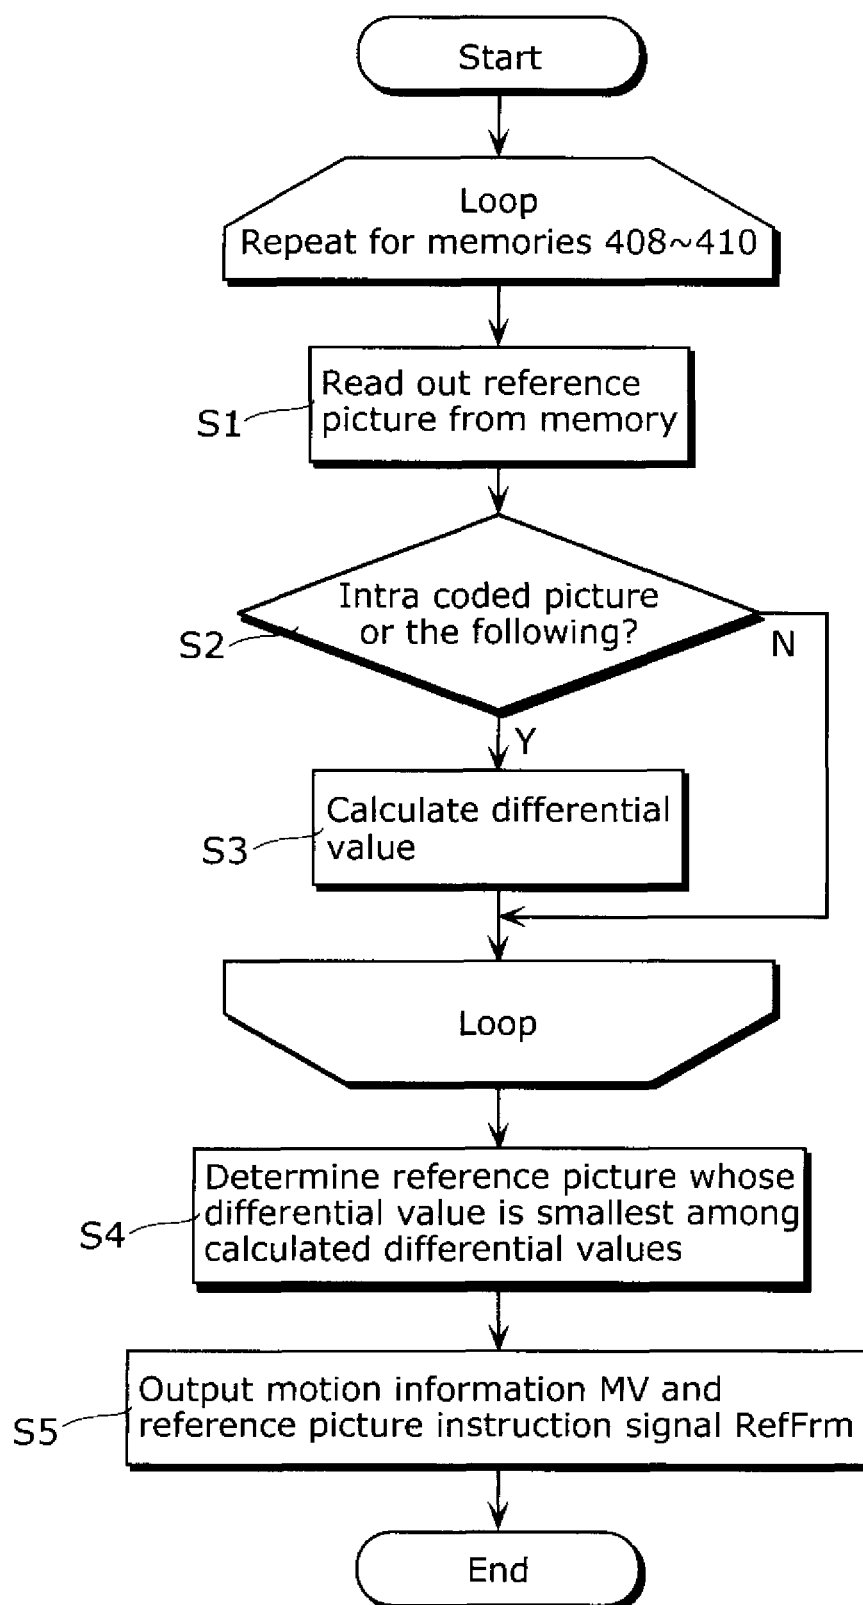 Start
Loop
Repeat for memories 408~410
Read out reference
picture from memory
S1
Intra coded picture
or the following?
S2
N
Y
Calculate differential
value
S3
Loop
Determine reference picture whose
differential value is smallest among
calculated differential values
S4
Output motion information MV and
reference picture instruction signal RefFrm
S5
End